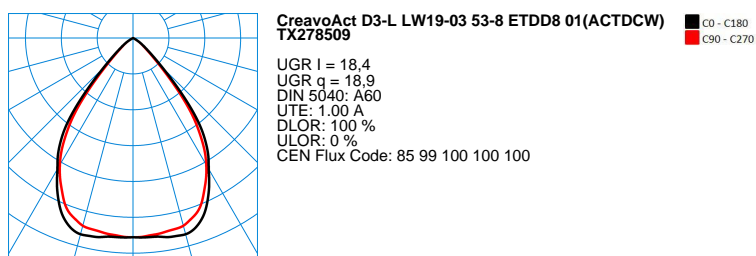 CreavoAct D3-L LW19-03 53-8 ETDD8 01(ACTDCW)
TX278509
UGR l = 18,4
UGR q = 18,9
DIN 5040: A60
UTE: 1.00 A
DLOR: 100 %
ULOR: 0 %
CEN Flux Code: 85 99 100 100 100
C0 - C180
C90 - C270